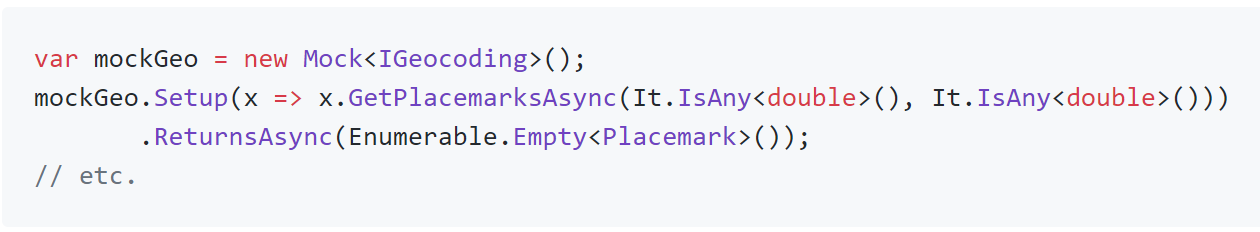 var mockGeo = new Mock<IGeocoding>();
mockGeo.Setup(x => x.GetPlacemarksAsync(It.IsAny<double>(), It.IsAny<double>()))
       .ReturnsAsync(Enumerable.Empty<Placemark>());
// etc.